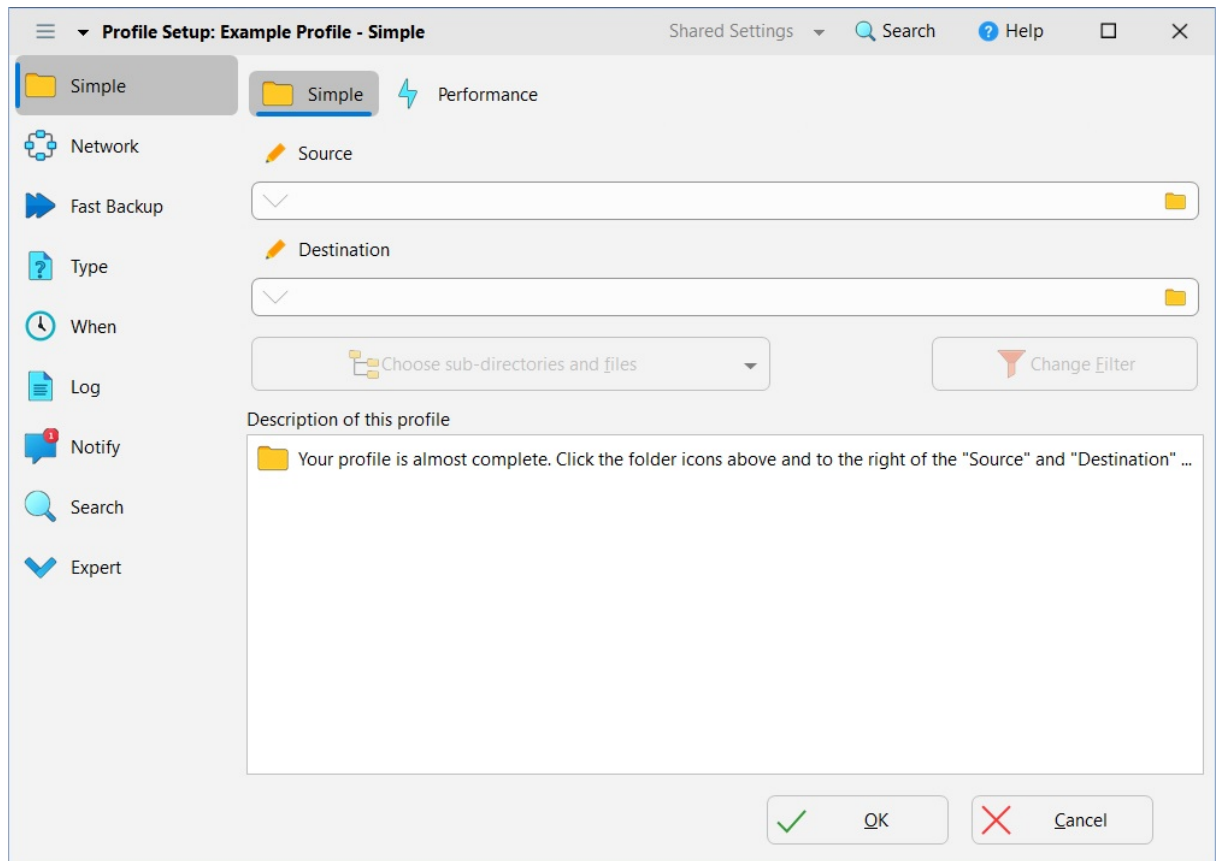 Profile Setup: Example Profile - Simple Shared Settings Search Help
Simple
Network
Fast Backup
Type
When
Log
Notify
1
Search
Expert
Simple Performance
Source
Destination
Choose sub-directories and files Change Filter
Description of this profile
Your profile is almost complete. Click the folder icons above and to the right of the "Source" and "Destination" ...
OK Cancel